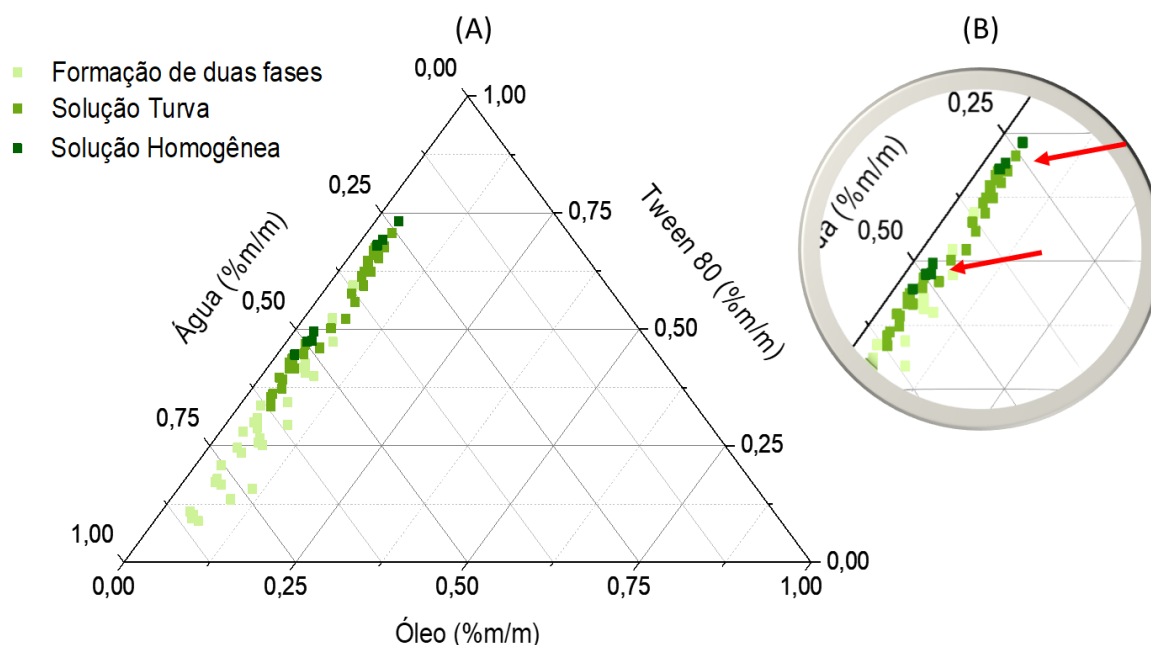 (A)
(B)
Formação de duas fases
Solução Turva
Solução Homogênea
0,00
1,00
0,25
0,75
0,50
0,50
0,75
0,25
1,00
0,00
Água (%m/m)
Tween 80 (%m/m)
0,00
0,25
0,50
0,75
1,00
Óleo (%m/m)
0,25
ua (%m/m)
0,50